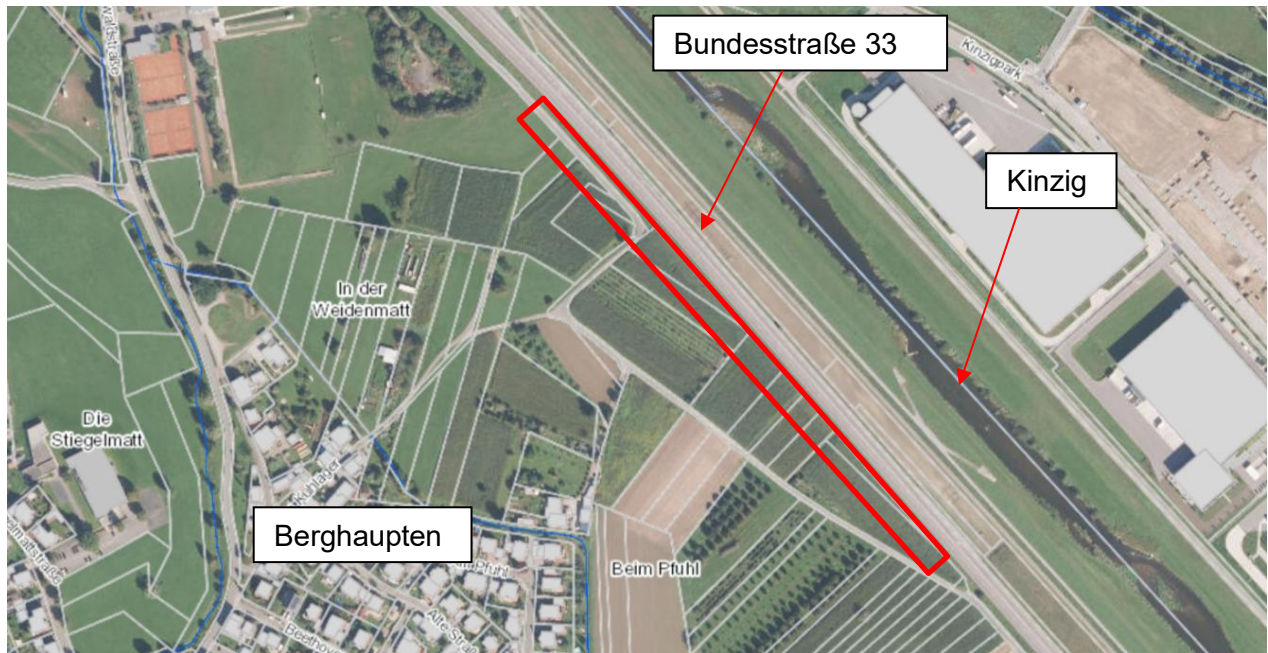 Bundesstraße 33
Kinzigpark
Kinzig
In der
Weidenmatt
Die
Stiegelmatt
Berghaupten
Beim Pfuhl